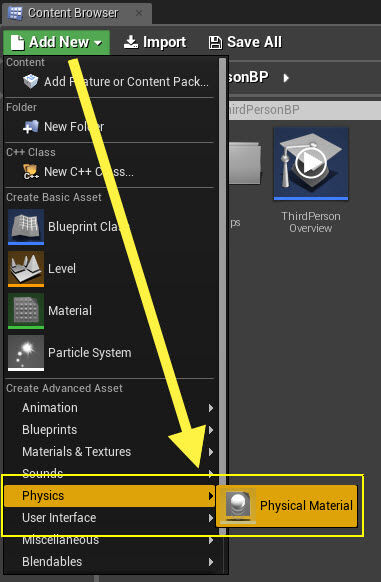 Content Browser
Add New
Import
Save All
Content
Add Feature or Content Pack...
sonBP
Folder
New Folder
hirdPersonBP
C++ Class
New C++ Class...
Create Basic Asset
Blueprint Class
ps
ThirdPerson
Overview
Level
Material
Particle System
Create Advanced Asset
Animation
Blueprints
Materials & Textures
Sounds
Physics
Physical Material
User Interface
Miscellaneous
Blendables